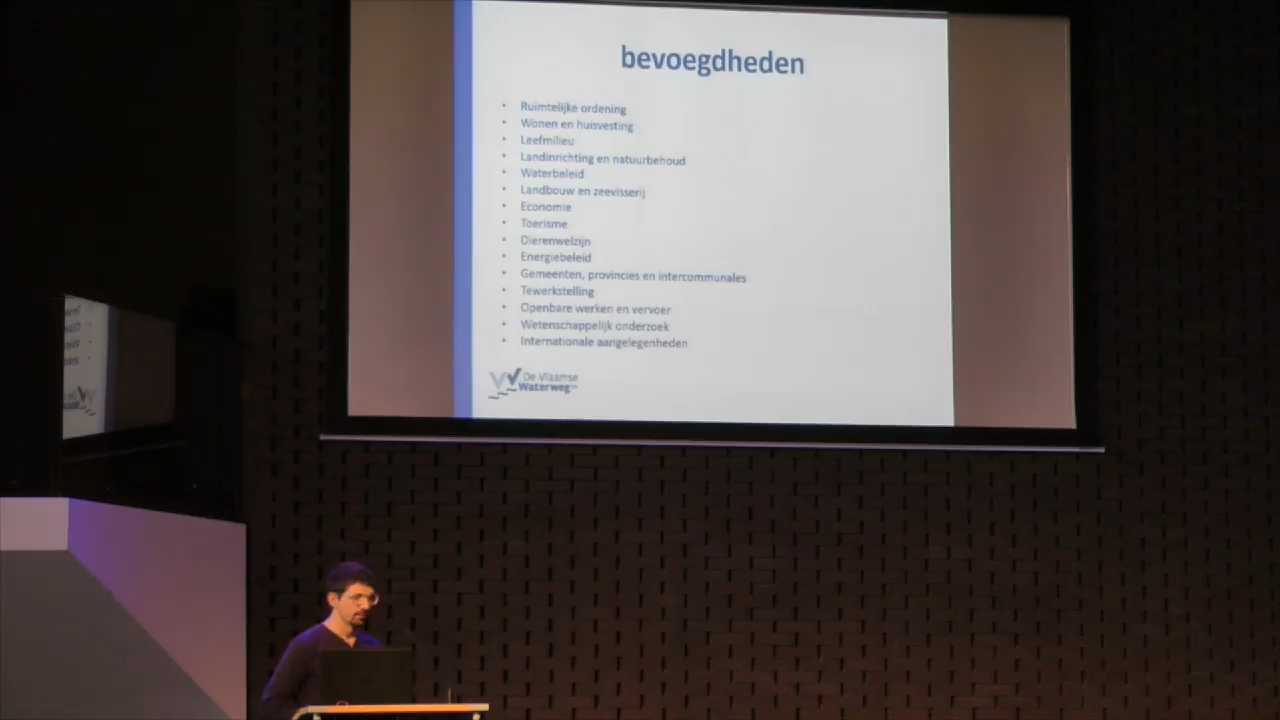 bevoegdheden
• Ruimtelijke ordening
• Wonen en huisvesting
• Leefmilieu
• Landinrichting en natuurbehoud
• Waterbeleid
• Landbouw en zeevisserij
• Economie
• Toerisme
• Dierenwelzijn
• Energiebeleid
• Gemeenten, provincies en intercommunales
• Tewerkstelling
• Openbare werken en vervoer
• Wetenschappelijk onderzoek
• Internationale aangelegenheden
De Vlaamse
Waterweg